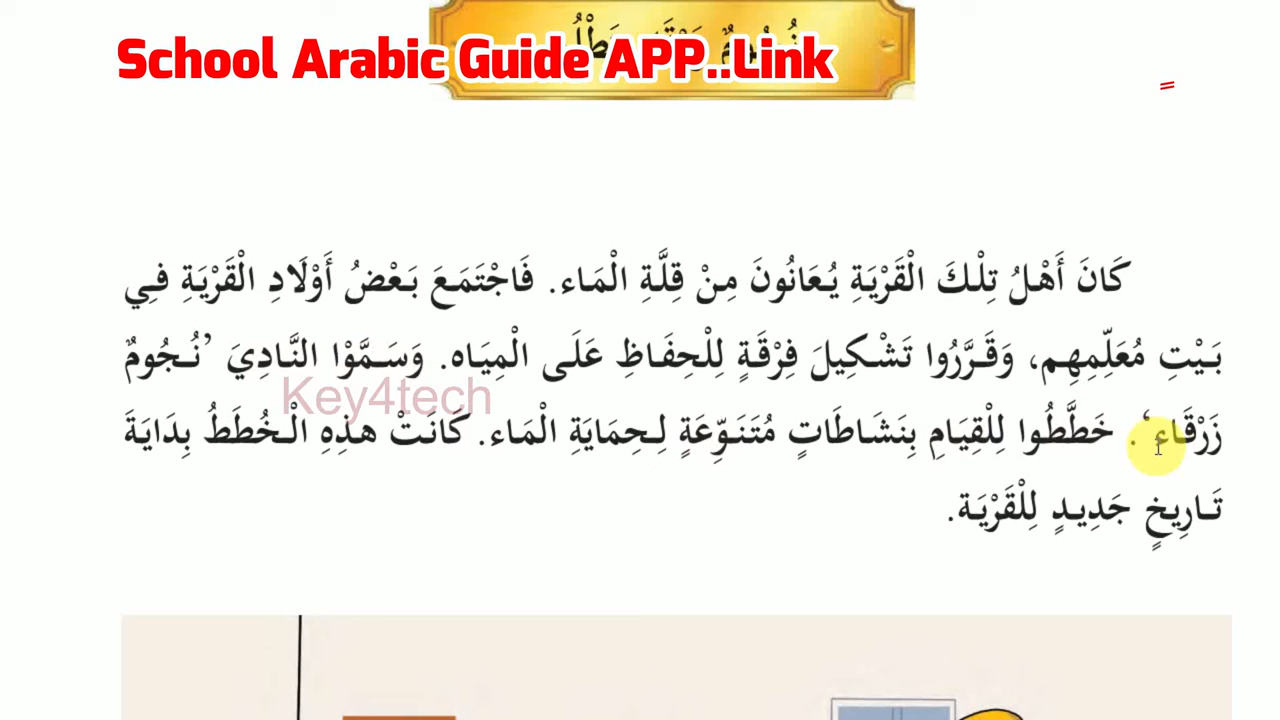 School Arabic Guide APP..Link
كَانَ أَهْلُ تِلْكَ الْقَرْيَةِ يُعَانُونَ مِنْ قِلَّةِ الْمَاء. فَاجْتَمَعَ بَعْضُ أَوْلَادِ الْقَرْيَةِ فِي
بَيْتِ مُعَلِّمِهِم، وَقَرَّرُوا تَشْكِيلَ فِرْقَةٍ لِلْحِفَاظِ عَلَى الْمِيَاه. وَسَمَّوْا النَّادِيَ ’نُجُومٌ
Key4tech
زَرْقَاء‘. خَطَّطُوا لِلْقِيَامِ بِنَشَاطَاتٍ مُتَنَوِّعَةٍ لِحِمَايَةِ الْمَاء. كَانَتْ هذِهِ الْخُطَطُ بِدَايَةَ
تَارِيخٍ جَدِيدٍ لِلْقَرْيَة.